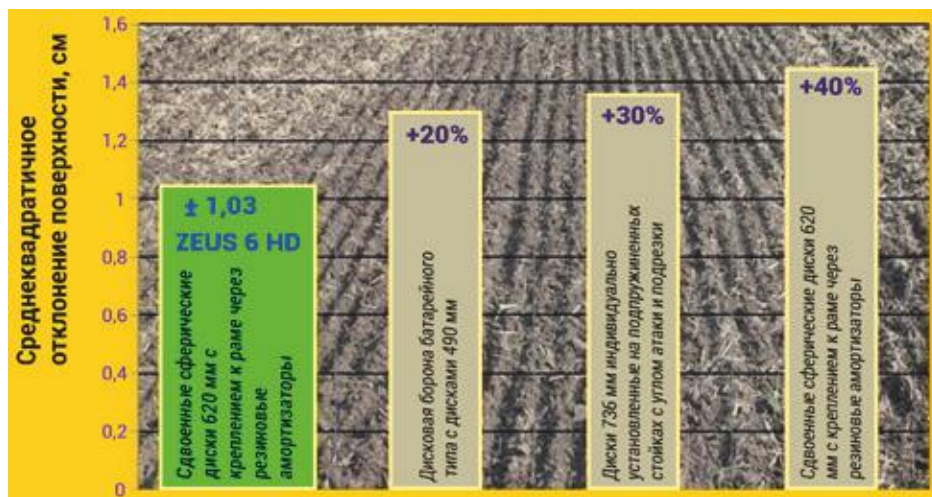 Среднеквадратичное
отклонение поверхности, см
1,6
1,4
1,2
1
0,8
0,6
0,4
0,2
0
± 1,03
ZEUS 6 HD
Сдвоенные сферические
диски 620 мм с
креплением к раме через
резиновые
амортизаторы
+20%
Дисковая борона батарейного
типа с дисками 490 мм
+30%
Диски 736 мм индивидуально
установленные на подпружиненных
стойках с углом атаки и подрезки
+40%
Сдвоенные сферические диски 620
мм с креплением к раме через
резиновые амортизаторы